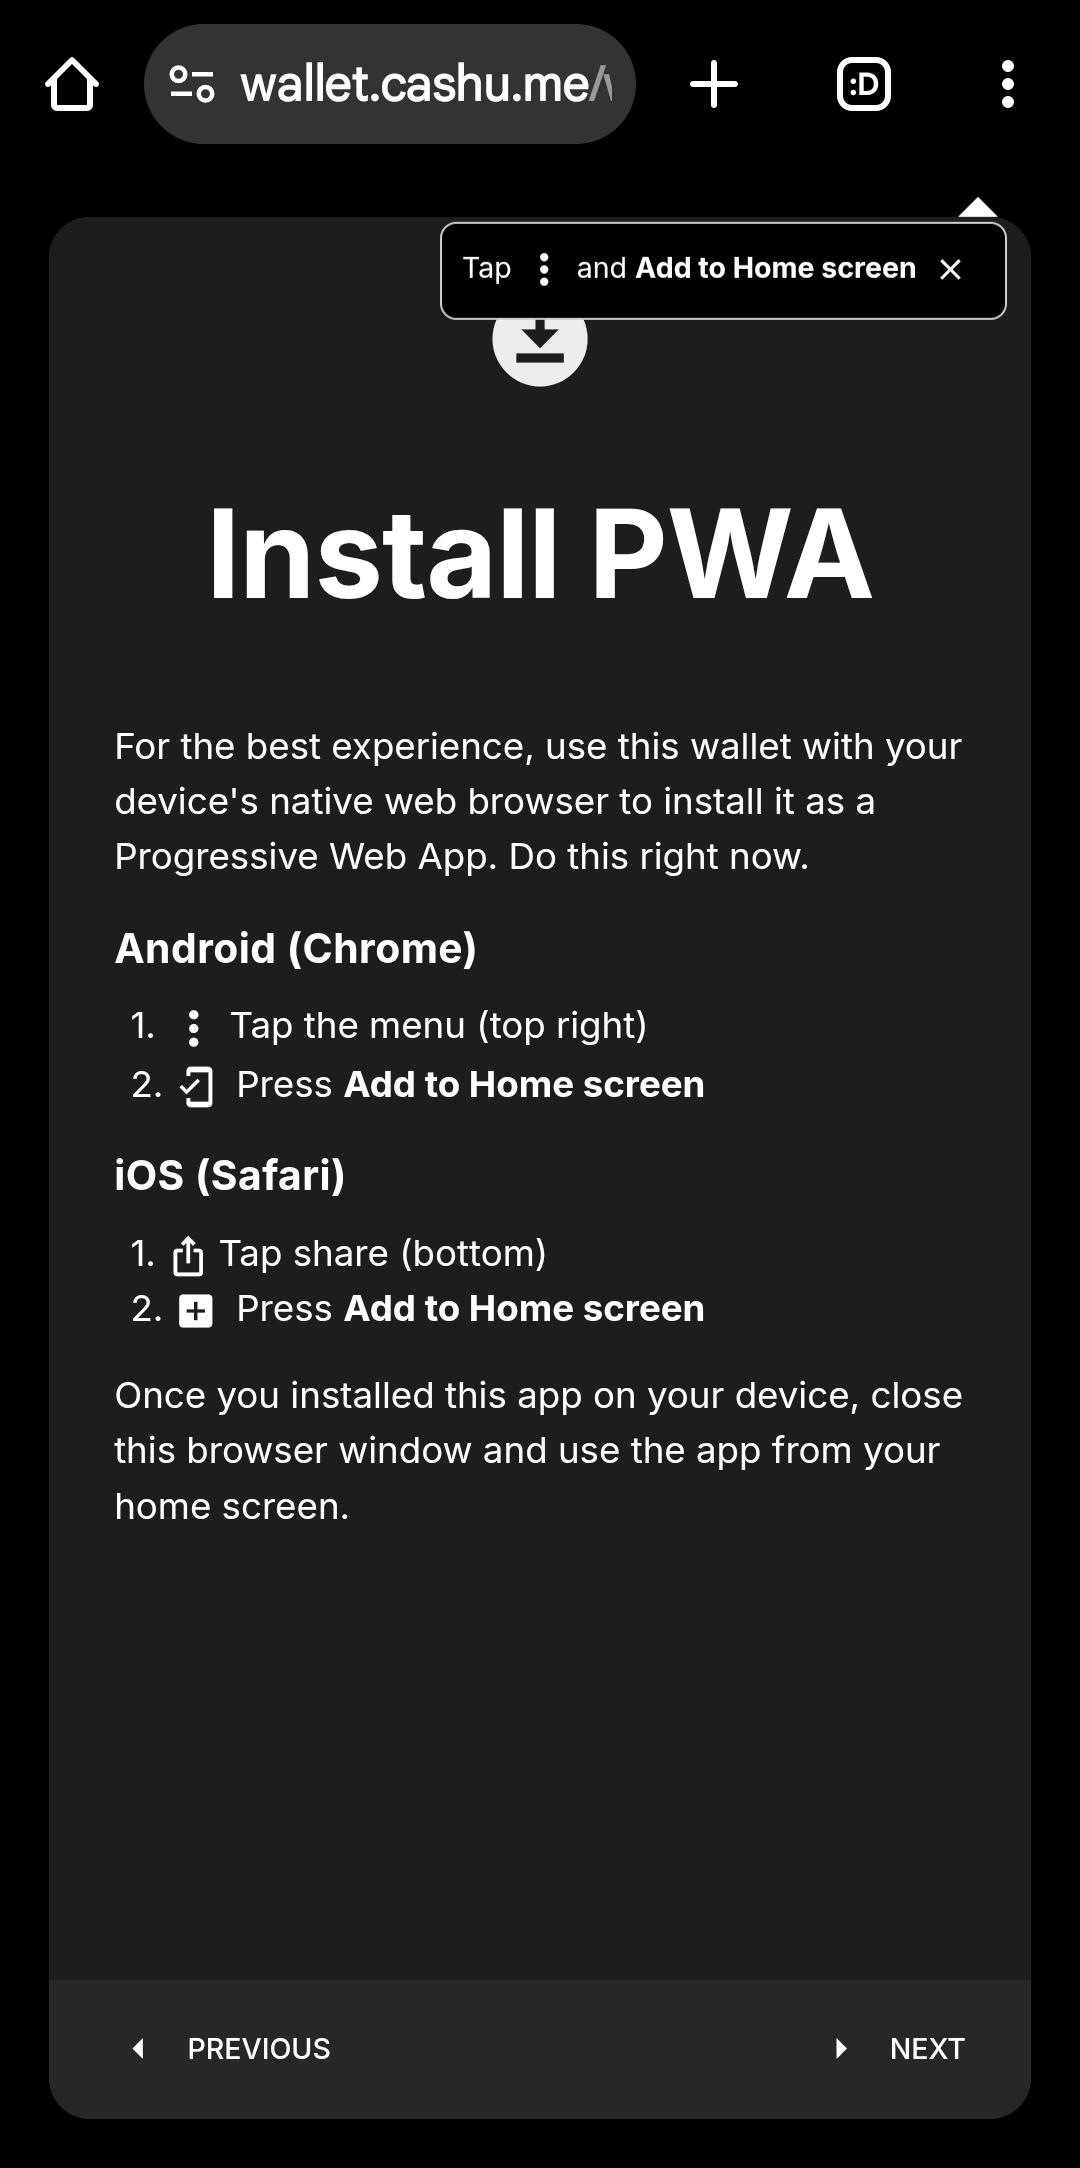 wallet.cashu.me/
:D
Tap and Add to Home screen
Install PWA
For the best experience, use this wallet with your
device's native web browser to install it as a
Progressive Web App. Do this right now.
Android (Chrome)
1. Tap the menu (top right)
2. Press Add to Home screen
iOS (Safari)
1. Tap share (bottom)
2. Press Add to Home screen
Once you installed this app on your device, close
this browser window and use the app from your
home screen.
PREVIOUS
NEXT